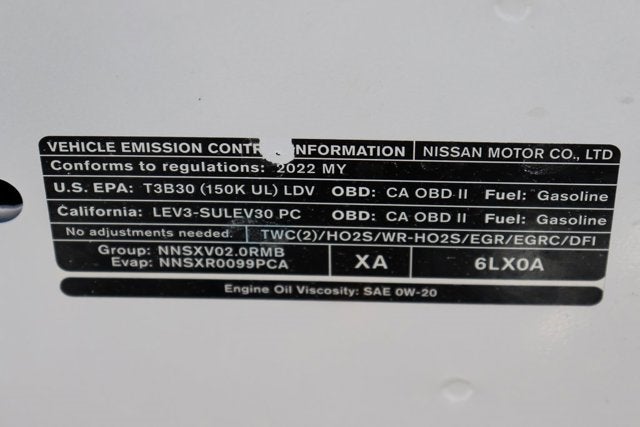 VEHICLE EMISSION CONTR INFORMATION NISSAN MOTOR CO., LTD
Conforms to regulations: 2022 MY
U.S. EPA: T3B30 (150K UL) LDV OBD: CA OBD II Fuel: Gasoline
California: LEV3-SULEV30 PC OBD: CA OBD II Fuel: Gasoline
No adjustments needed. TWC(2)/HO2S/WR-HO2S/EGR/EGRC/DFI
Group: NNSXV02.0RMB
Evap: NNSXR0099PCA
XA
6LX0A
Engine Oil Viscosity: SAE 0W-20